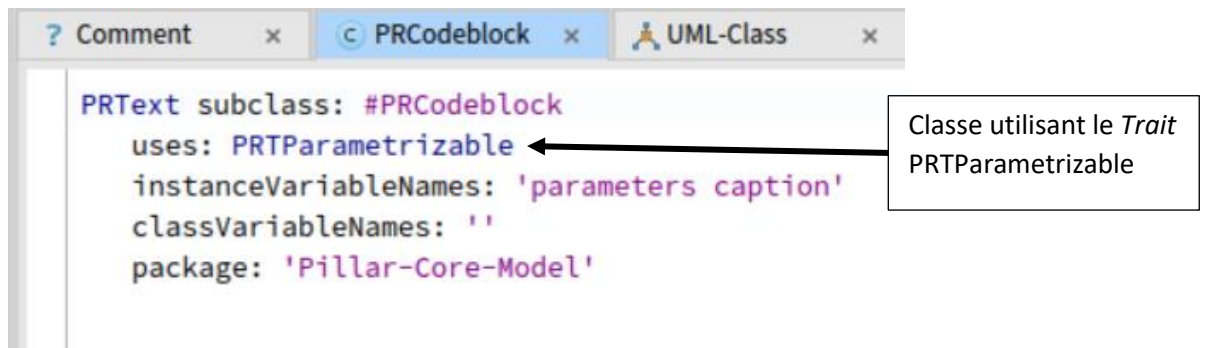 ? Comment × C PRCodeblock × UML-Class ×
PRText subclass: #PRCodeblock
uses: PRTParametrizable
instanceVariableNames: 'parameters caption'
classVariableNames: ''
package: 'Pillar-Core-Model'
Classe utilisant le Trait
PRTParametrizable